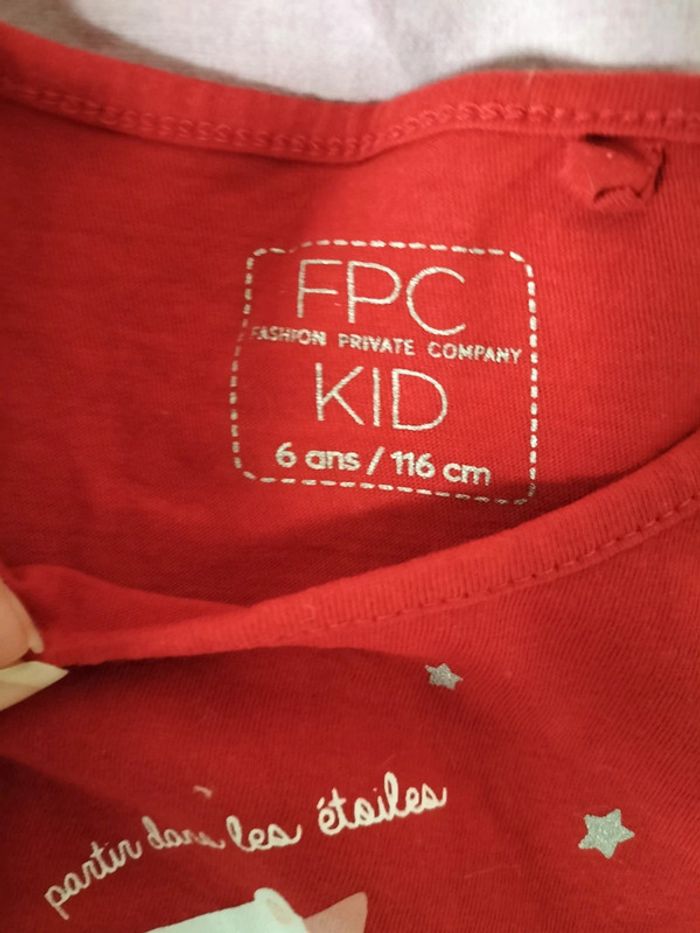 FPC
FASHION PRIVATE COMPANY
KID
6 ans / 116 cm
partir dans les étoiles